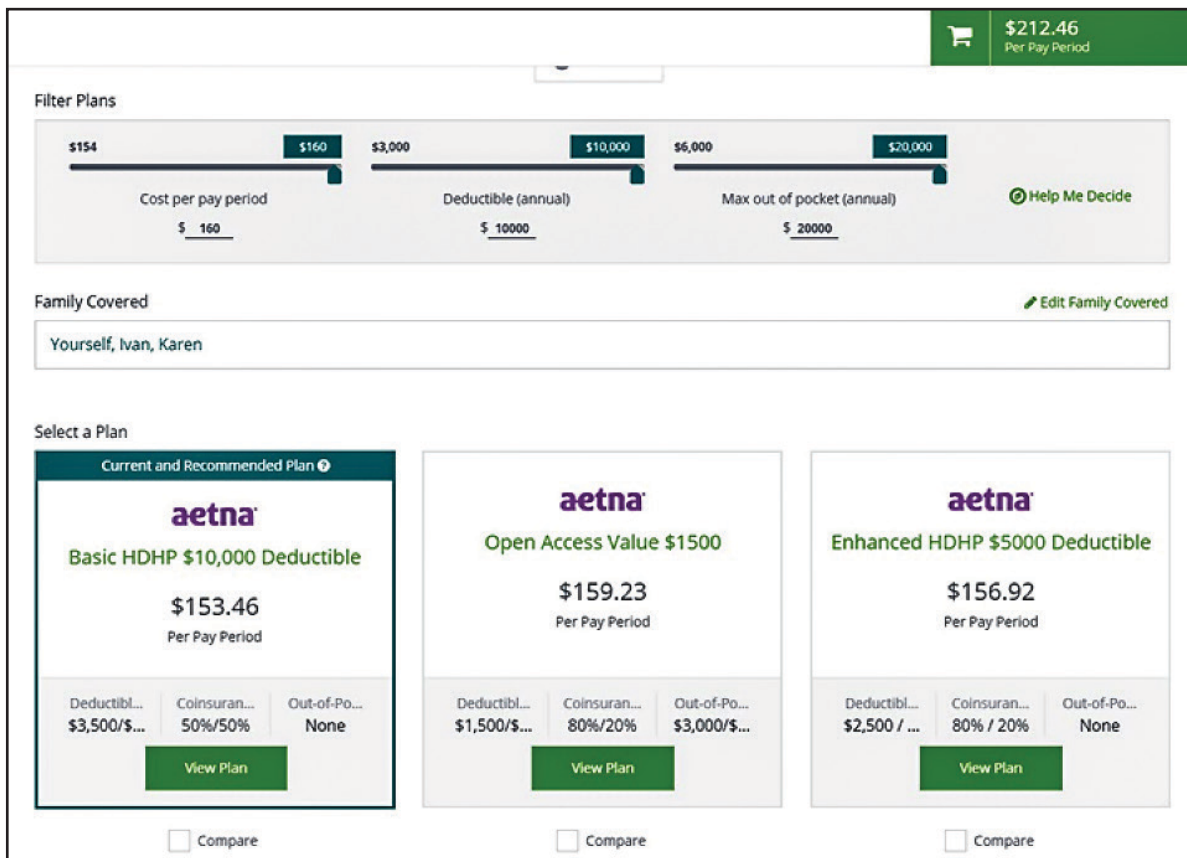 $212.46
Per Pay Period
Filter Plans
$154 $160 $3,000 $10,000 $6,000 $20,000
Cost per pay period Deductible (annual) Max out of pocket (annual) Help Me Decide
$ 160 $ 10000 $ 20000
Family Covered Edit Family Covered
Yourself, Ivan, Karen
Select a Plan
Current and Recommended Plan ?
aetna
Basic HDHP $10,000 Deductible
$153.46
Per Pay Period
Deductibl... Coinsuran... Out-of-Po...
$3,500/$... 50%/50% None
View Plan
Compare
aetna
Open Access Value $1500
$159.23
Per Pay Period
Deductibl... Coinsuran... Out-of-Po...
$1,500/$... 80%/20% $3,000/$...
View Plan
Compare
aetna
Enhanced HDHP $5000 Deductible
$156.92
Per Pay Period
Deductibl... Coinsuran... Out-of-Po...
$2,500 / ... 80% / 20% None
View Plan
Compare